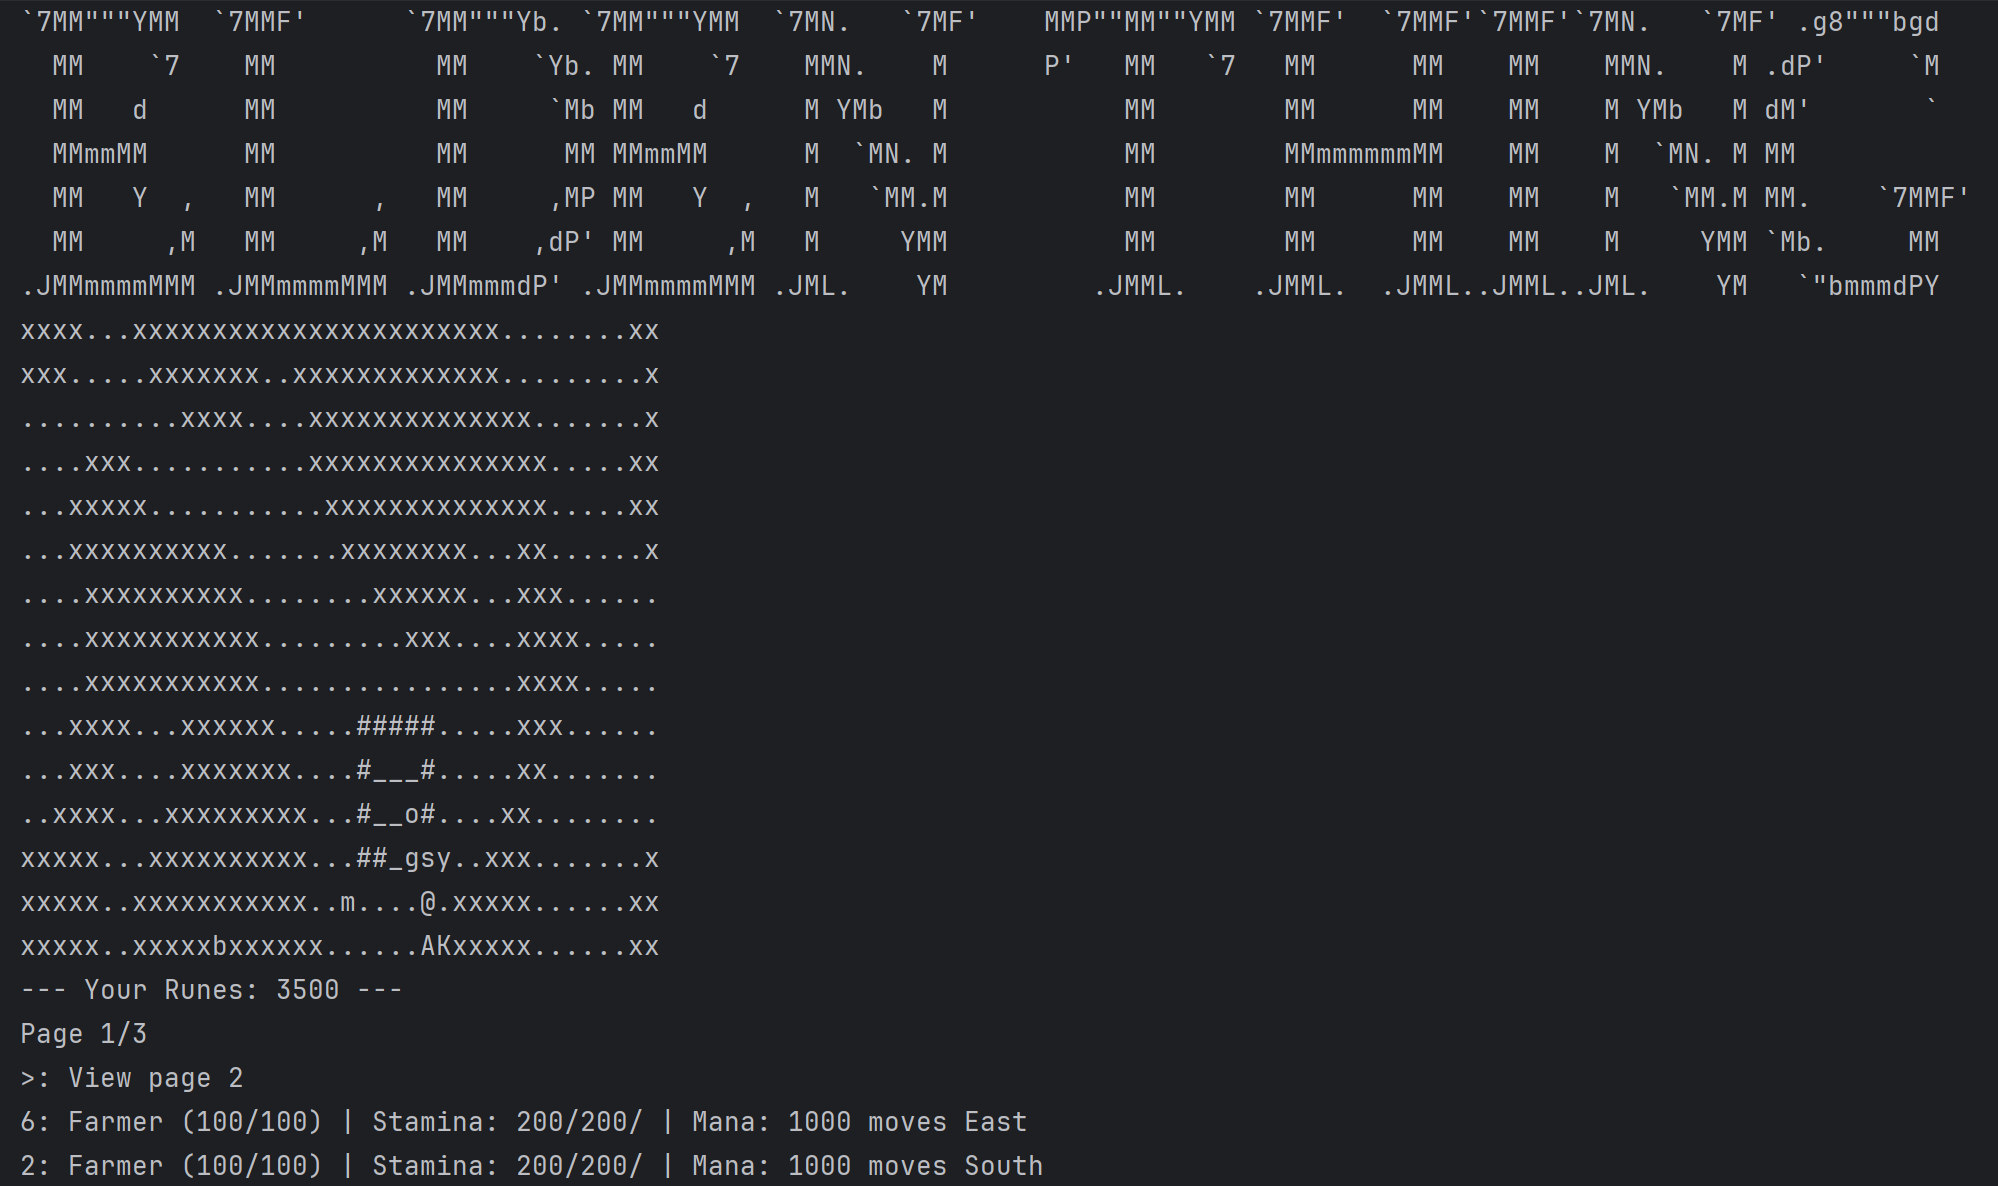 `7MM"""YMM  `7MMF'      `7MM"""Yb. `7MM"""YMM  `7MN.   `7MF'    MMP""MM""YMM `7MMF'  `7MMF'`7MMF'`7MN.   `7MF' .g8"""bgd
  MM    `7    MM          MM    `Yb. MM    `7    MMN.    M      P'   MM   `7   MM      MM    MM    MMN.    M .dP'     `M
  MM   d      MM          MM     `Mb MM   d      M YMb   M           MM        MM      MM    MM    M YMb   M dM'       `
  MMmmMM      MM          MM      MM MMmmMM      M  `MN. M           MM        MMmmmmmmMM    MM    M  `MN. M MM
  MM   Y  ,   MM      ,   MM     ,MP MM   Y  ,   M   `MM.M           MM        MM      MM    MM    M   `MM.M MM.    `7MMF'
  MM     ,M   MM     ,M   MM    ,dP' MM     ,M   M     YMM           MM        MM      MM    MM    M     YMM `Mb.     MM
.JMMmmmmMMM .JMMmmmmMMM .JMMmmmdP' .JMMmmmmMMM .JML.    YM         .JMML.    .JMML.  .JMML..JMML..JML.    YM   `"bmmmdPY
xxxx...xxxxxxxxxxxxxxxxxxxxxxx........xx
xxx.....xxxxxxx..xxxxxxxxxxxxx.........x
..........xxxx....xxxxxxxxxxxxxx.......x
....xxx...........xxxxxxxxxxxxxxx.....xx
...xxxxx...........xxxxxxxxxxxxxx.....xx
...xxxxxxxxxx.......xxxxxxxx...xx......x
....xxxxxxxxxx........xxxxxx...xxx......
....xxxxxxxxxxx.........xxx....xxxx.....
....xxxxxxxxxxx................xxxx.....
...xxxx...xxxxxx.....#####.....xxx......
...xxx....xxxxxxx....#___#.....xx.......
..xxxx...xxxxxxxxx...#__o#....xx........
xxxxx...xxxxxxxxxx...##_gsy..xxx.......x
xxxxx..xxxxxxxxxxx..m....@.xxxxx......xx
xxxxx..xxxxxbxxxxxx......AKxxxxx......xx
--- Your Runes: 3500 ---
Page 1/3
>: View page 2
6: Farmer (100/100) | Stamina: 200/200/ | Mana: 1000 moves East
2: Farmer (100/100) | Stamina: 200/200/ | Mana: 1000 moves South